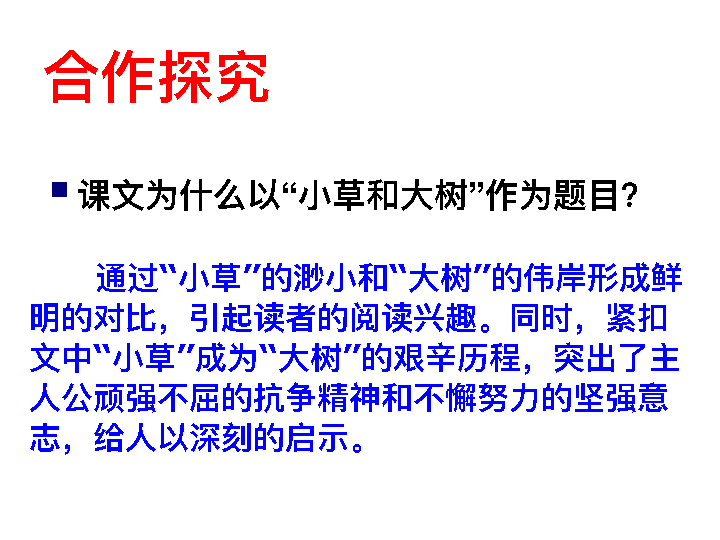 合作探究
课文为什么以“小草和大树”作为题目?
通过“小草”的渺小和“大树”的伟岸形成鲜
明的对比，引起读者的阅读兴趣。同时，紧扣
文中“小草”成为“大树”的艰辛历程，突出了主
人公顽强不屈的抗争精神和不懈努力的坚强意
志，给人以深刻的启示。